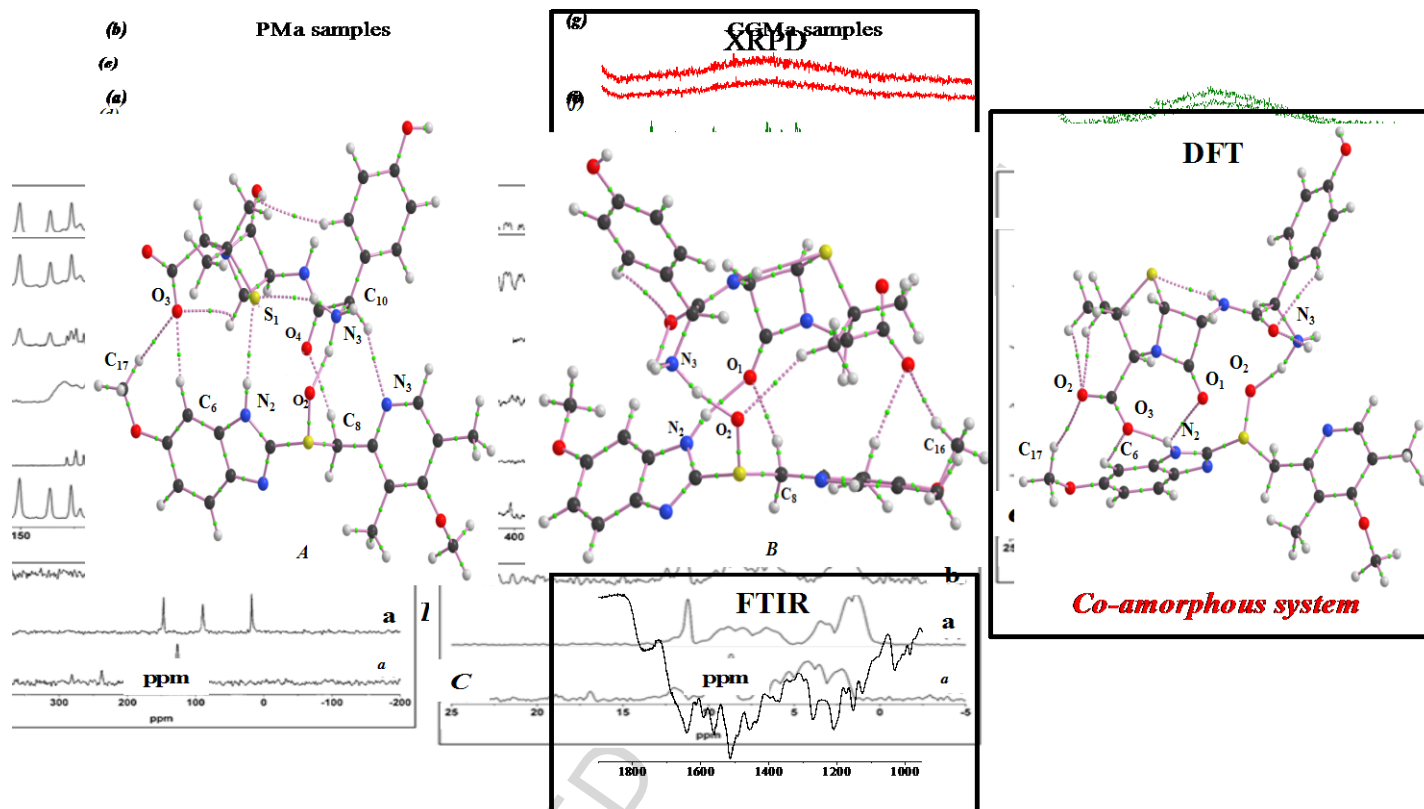 (b)
PMa samples
(g)
GGMa samples
XRPD
(e)
(a)
(f)
DFT
O3
S1
C10
O4
N3
C17
O2
N3
C6
N2
C8
A
N3
O1
N2
O2
C16
C8
B
N3
O2
O2
O1
O3
N2
C17
C6
Co-amorphous system
150
400
25
b
FTIR
a
a
a
ppm
300
200
100
0
-100
-200
ppm
C
ppm
a
25
20
15
10
5
0
-5
ppm
1800
1600
1400
1200
1000
D